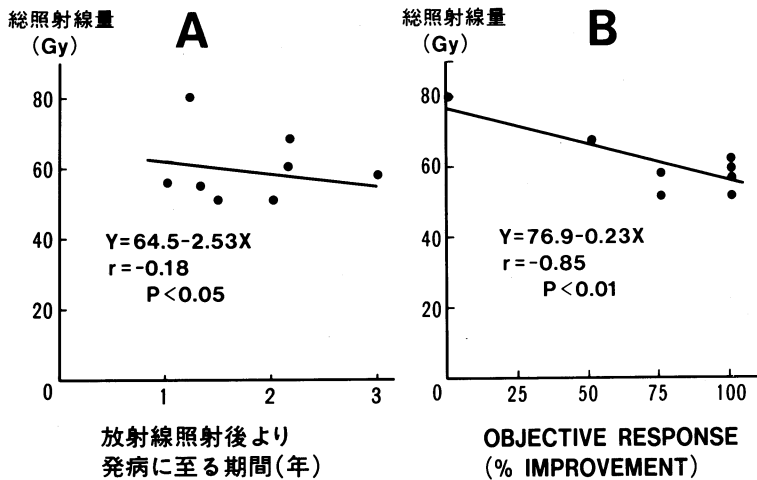 総照射線量
(Gy)
A
80
60
40
20
0
Y=64.5-2.53X
r=-0.18
P<0.05
1
2
3
放射線照射後より
発病に至る期間(年)
総照射線量
(Gy)
B
80
60
40
20
0
Y=76.9-0.23X
r=-0.85
P<0.01
25
50
75
100
OBJECTIVE RESPONSE
(% IMPROVEMENT)